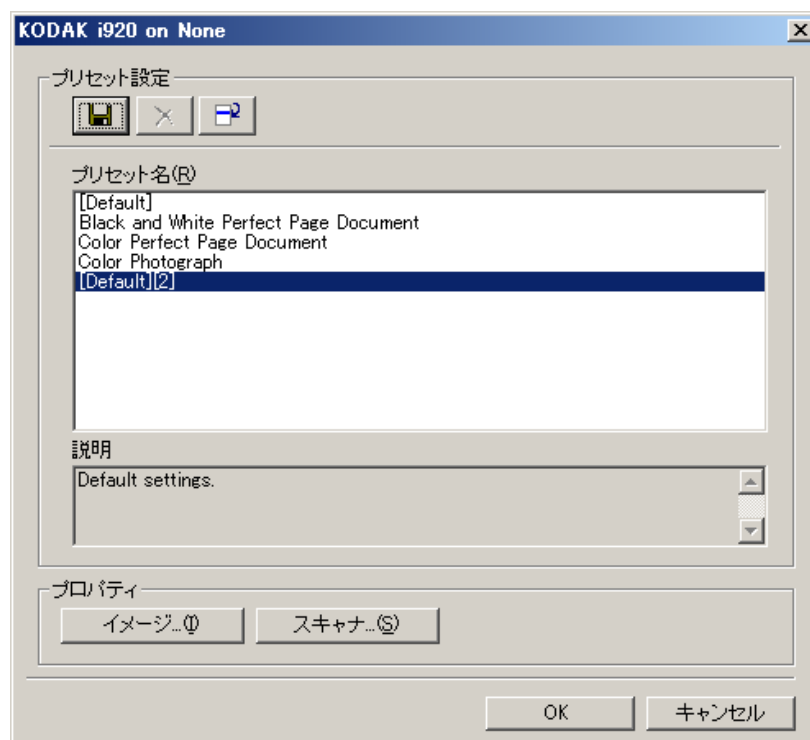 KODAK i920 on None
プリセット設定
プリセット名(R)
[Default]
Black and White Perfect Page Document
Color Perfect Page Document
Color Photograph
[Default][2]
説明
Default settings.
プロパティ
イメージ...(I)
スキャナ...(S)
OK
キャンセル